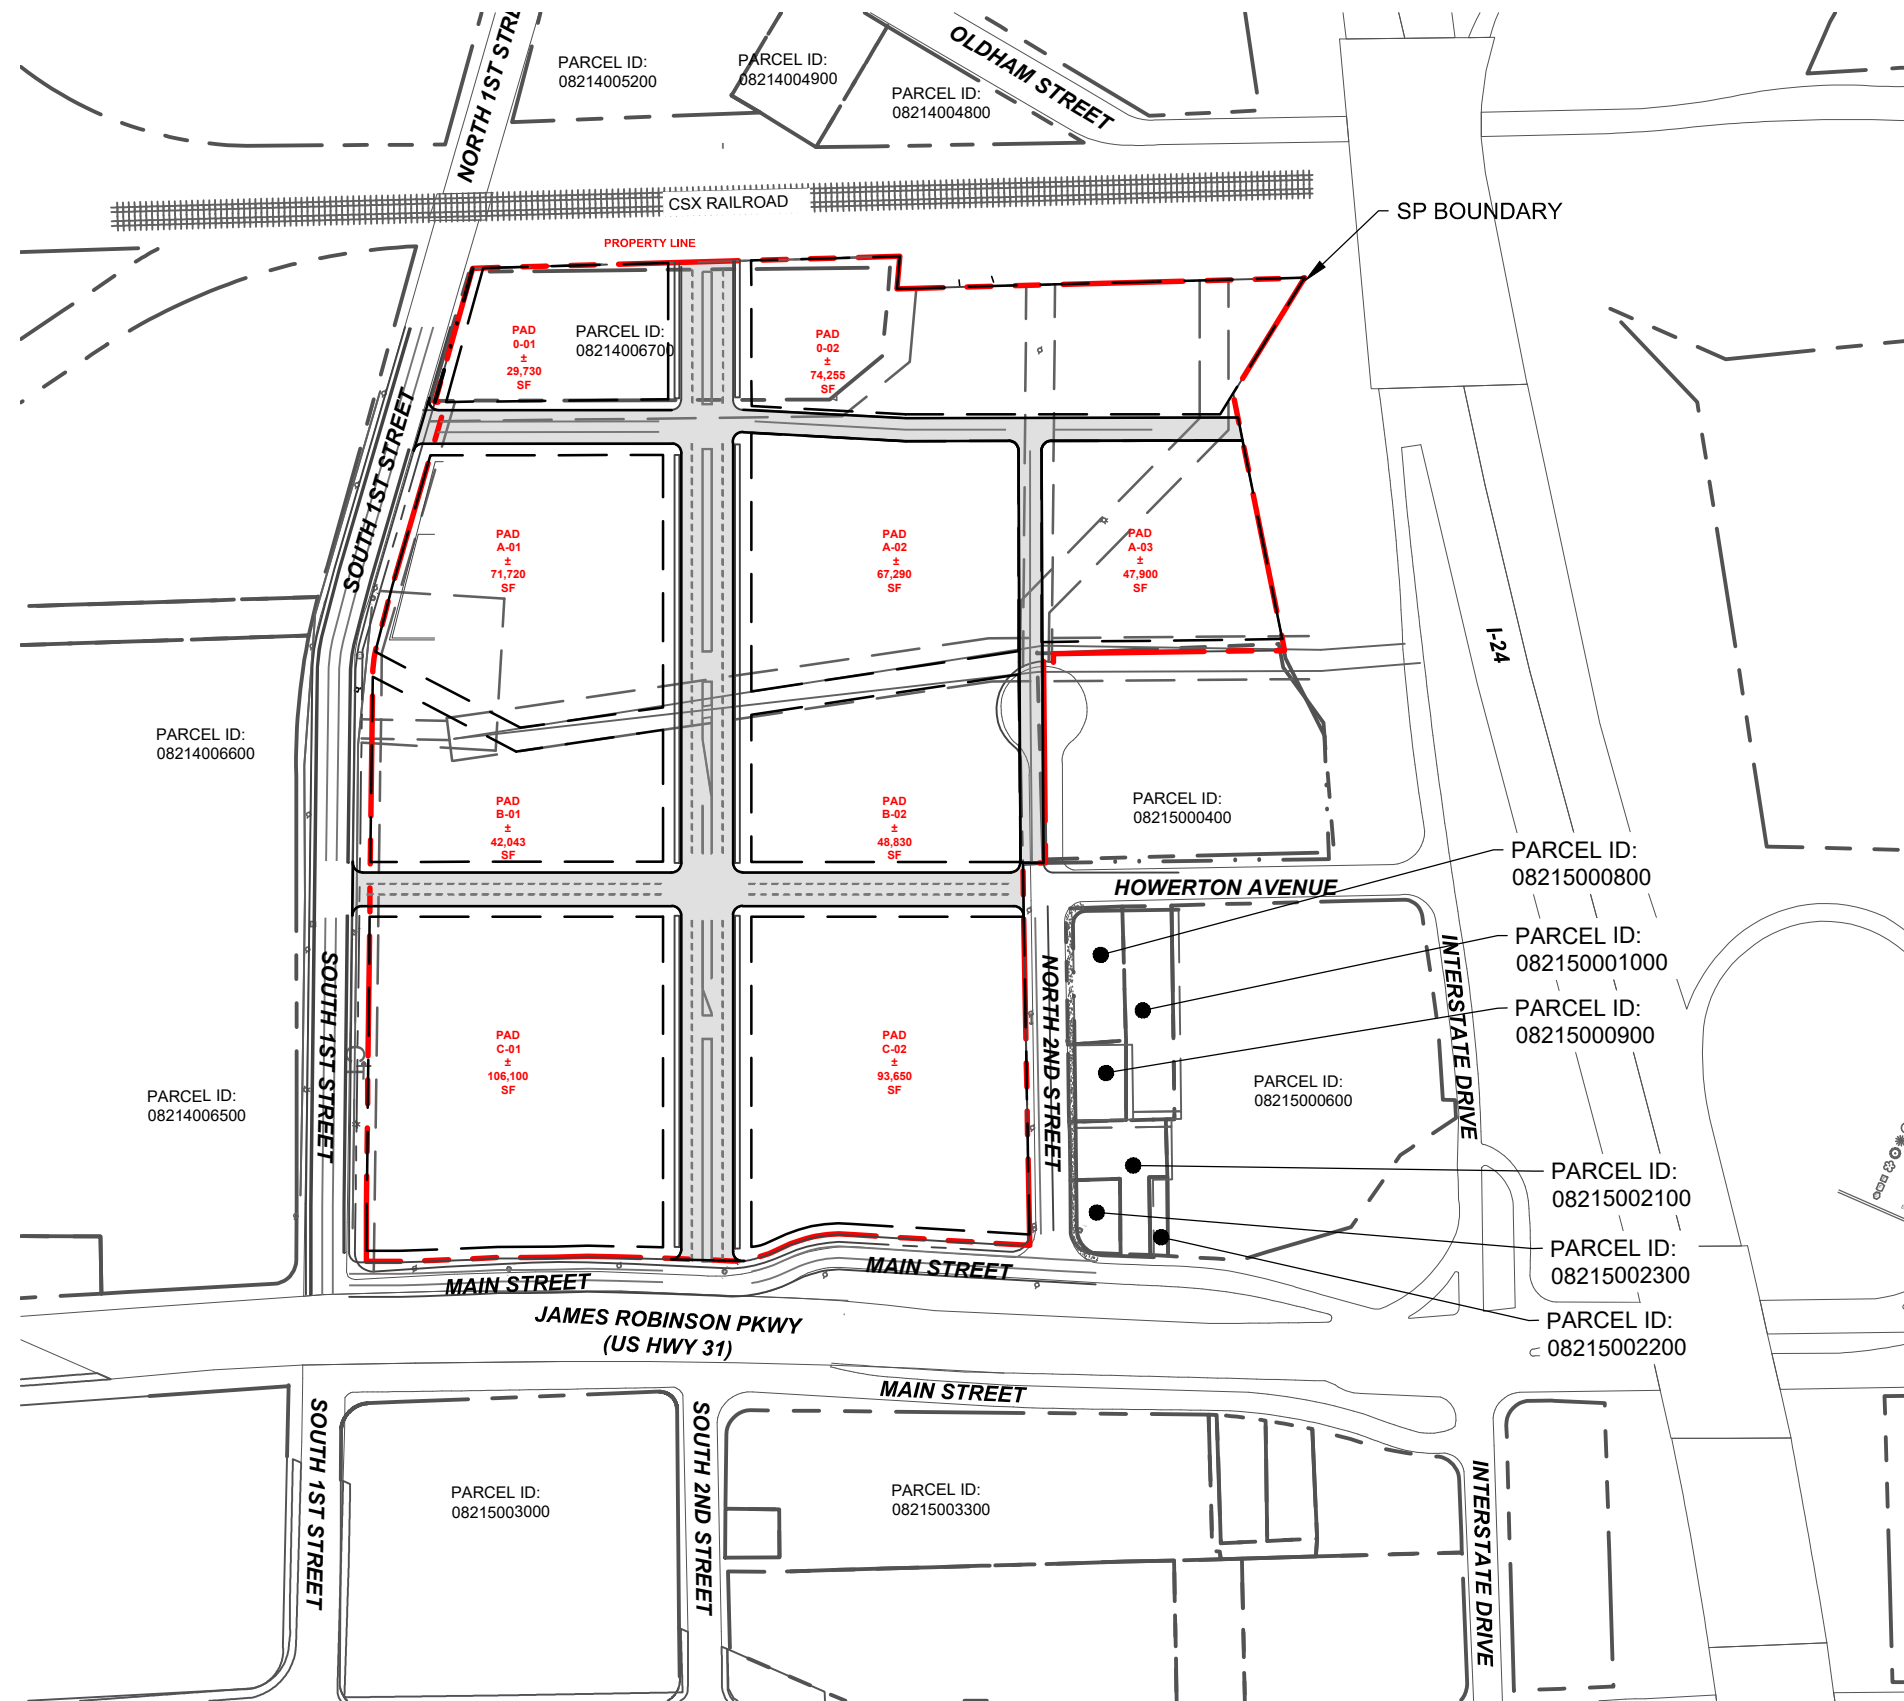 NORTH 1ST STRE
PARCEL ID:
08214005200
PARCEL ID:
08214004900
PARCEL ID:
08214004800
OLDHAM STREET
CSX RAILROAD
SP BOUNDARY
PROPERTY LINE
PAD
0-01
±
29,730
SF
PARCEL ID:
08214006700
PAD
0-02
±
74,255
SF
SOUTH 1ST STREET
PAD
A-01
±
71,720
SF
PAD
A-02
±
67,290
SF
PAD
A-03
±
47,900
SF
I-24
PARCEL ID:
08214006600
PAD
B-01
±
42,043
SF
PAD
B-02
±
48,830
SF
PARCEL ID:
08215000400
PARCEL ID:
08215000800
HOWERTON AVENUE
PARCEL ID:
082150001000
PARCEL ID:
08215000900
INTERSTATE DRIVE
SOUTH 1ST STREET
NORTH 2ND STREET
PAD
C-01
±
106,100
SF
PAD
C-02
±
93,650
SF
PARCEL ID:
08215000600
PARCEL ID:
08214006500
PARCEL ID:
08215002100
PARCEL ID:
08215002300
PARCEL ID:
08215002200
MAIN STREET
MAIN STREET
JAMES ROBINSON PKWY
(US HWY 31)
MAIN STREET
SOUTH 1ST STREET
SOUTH 2ND STREET
PARCEL ID:
08215003000
PARCEL ID:
08215003300
INTERSTATE DRIVE